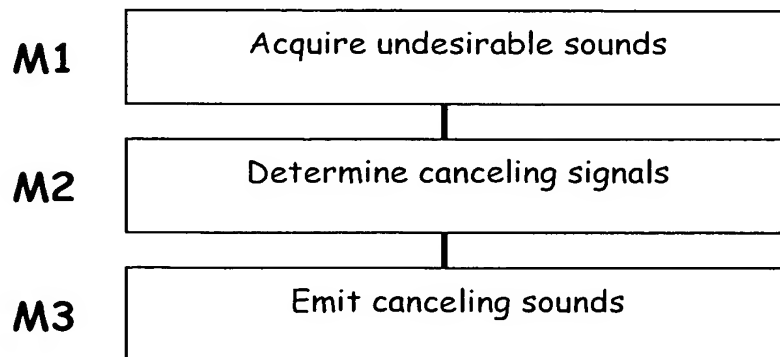 M1 Acquire undesirable sounds
M2 Determine canceling signals
M3 Emit canceling sounds